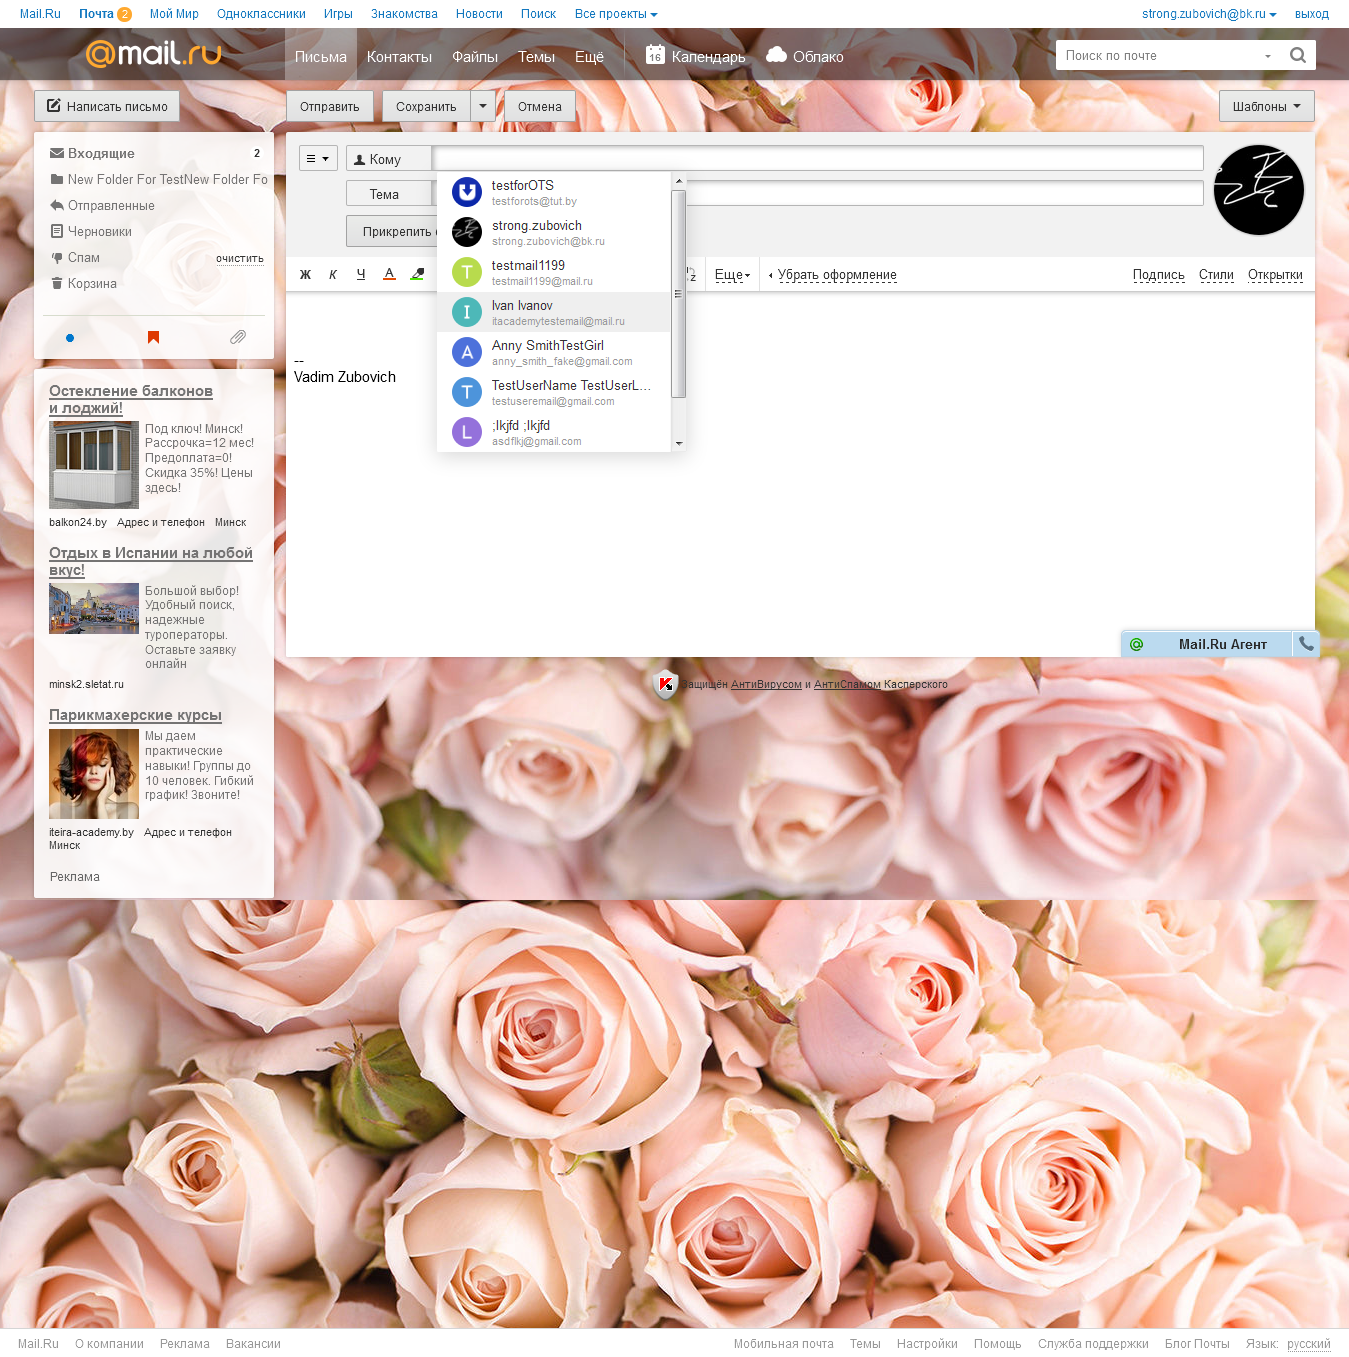 Mail.Ru Почта 2 Мой Мир Одноклассники Игры Знакомства Новости Поиск Все проекты strong.zubovich@bk.ru выход
@mail.ru Письма Контакты Файлы Темы Ещё 16 Календарь Облако Поиск по почте
Написать письмо Отправить Сохранить Отмена Шаблоны
Входящие 2
New Folder For TestNew Folder Fo
Отправленные
Черновики
Спам очистить
Корзина
Кому
Тема
Прикрепить
testforOTS
testforots@tut.by
strong.zubovich
strong.zubovich@bk.ru
T testmail1199
testmail1199@mail.ru
I Ivan Ivanov
itacademytestemail@mail.ru
A Anny SmithTestGirl
anny_smith_fake@gmail.com
T TestUserName TestUserL...
testuseremail@gmail.com
L ;lkjfd ;lkjfd
asdflkj@gmail.com
Ж К Ч А Еще Убрать оформление Подпись Стили Открытки
--
Vadim Zubovich
Остекление балконов
и лоджий!
Под ключ! Минск!
Рассрочка=12 мес!
Предоплата=0!
Скидка 35%! Цены
здесь!
balkon24.by Адрес и телефон Минск
Отдых в Испании на любой
вкус!
Большой выбор!
Удобный поиск,
надежные
туроператоры.
Оставьте заявку
онлайн
minsk2.sletat.ru
Парикмахерские курсы
Мы даем
практические
навыки! Группы до
10 человек. Гибкий
график! Звоните!
iteira-academy.by Адрес и телефон
Минск
Реклама
@ Mail.Ru Агент
Защищён АнтиВирусом и АнтиСпамом Касперского
Mail.Ru О компании Реклама Вакансии Мобильная почта Темы Настройки Помощь Служба поддержки Блог Почты Язык: русский